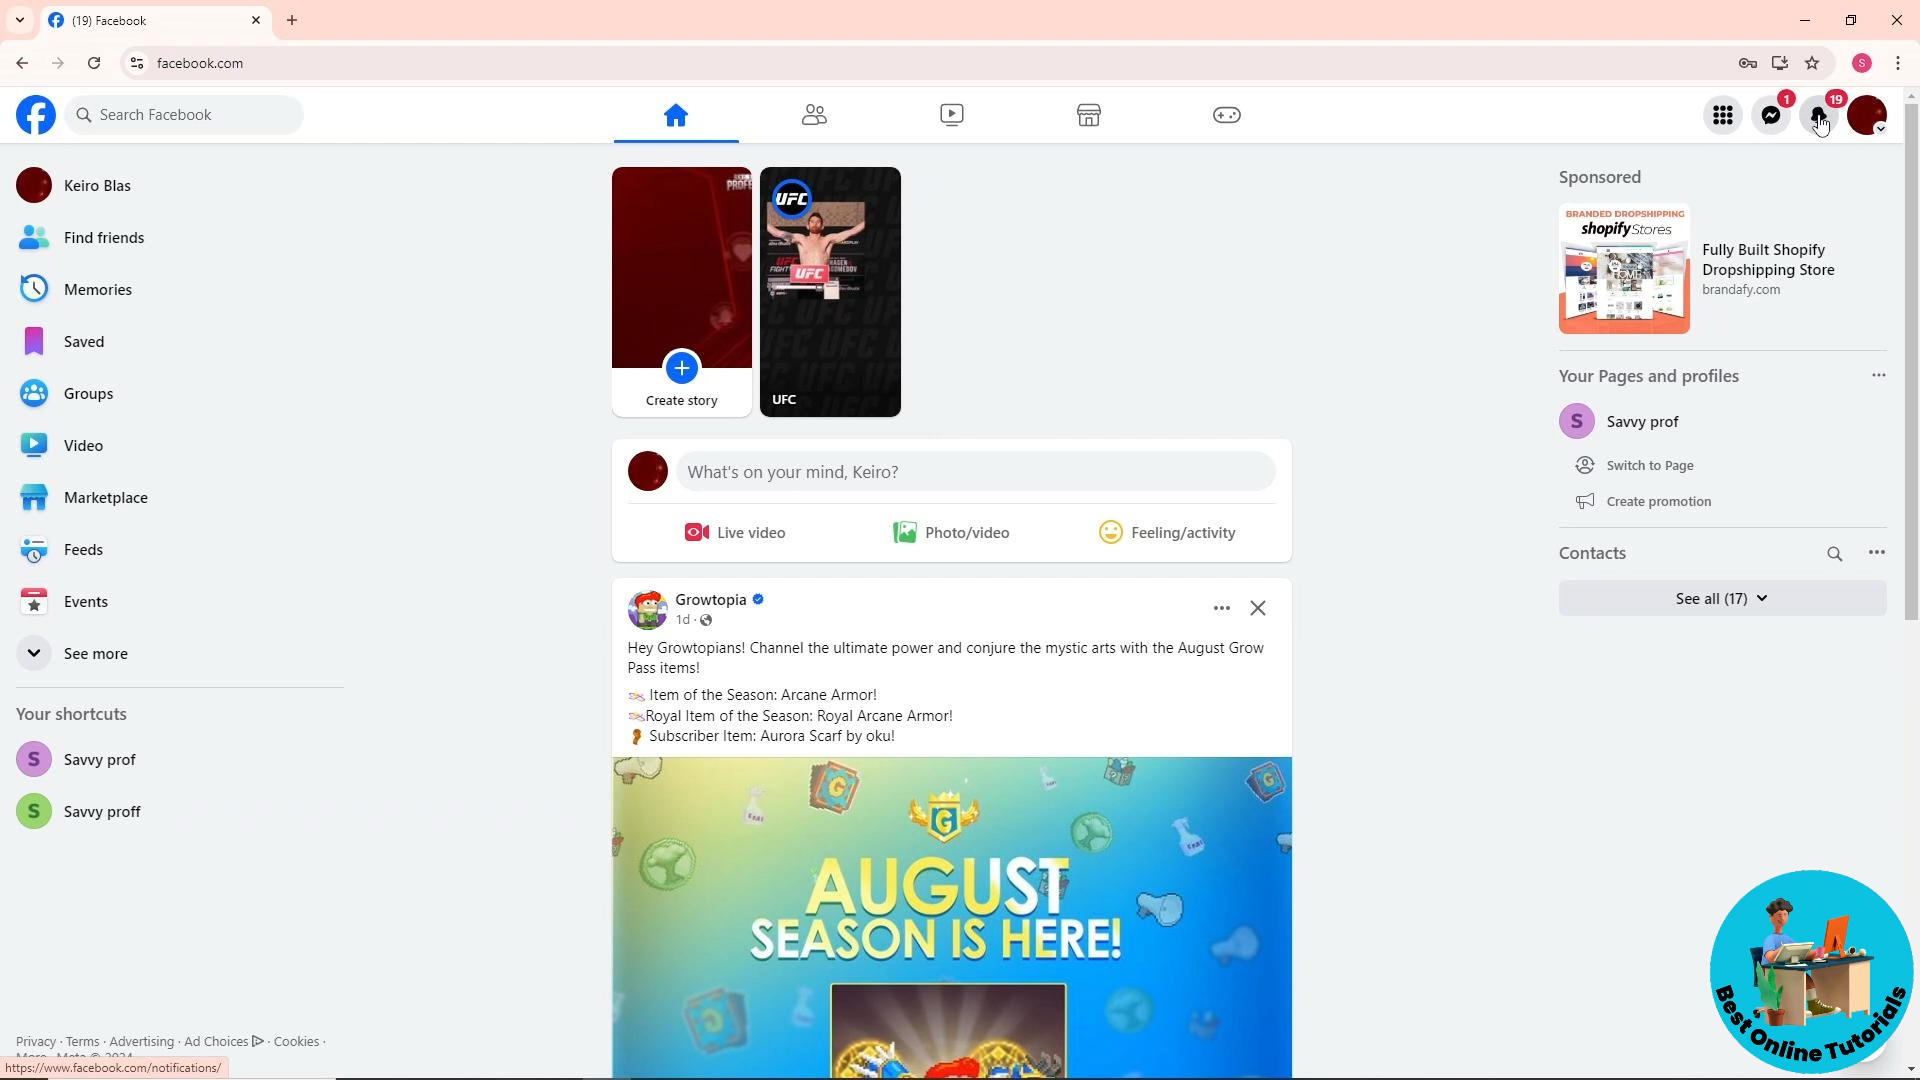 (19) Facebook
facebook.com
S
Search Facebook
1
19
Keiro Blas
Find friends
Memories
Saved
Groups
Video
Marketplace
Feeds
Events
See more
Your shortcuts
S Savvy prof
S Savvy proff
Privacy · Terms · Advertising · Ad Choices · Cookies ·
More · Meta © 2024
https://www.facebook.com/notifications/
Create story
UFC
UFC
UFC
What's on your mind, Keiro?
Live video
Photo/video
Feeling/activity
Growtopia
1d ·
Hey Growtopians! Channel the ultimate power and conjure the mystic arts with the August Grow
Pass items!
Item of the Season: Arcane Armor!
Royal Item of the Season: Royal Arcane Armor!
Subscriber Item: Aurora Scarf by oku!
G
AUGUST
SEASON IS HERE!
Sponsored
BRANDED DROPSHIPPING
shopify Stores
Fully Built Shopify
Dropshipping Store
brandafy.com
Your Pages and profiles
S Savvy prof
Switch to Page
Create promotion
Contacts
See all (17)
Best Online Tutorials